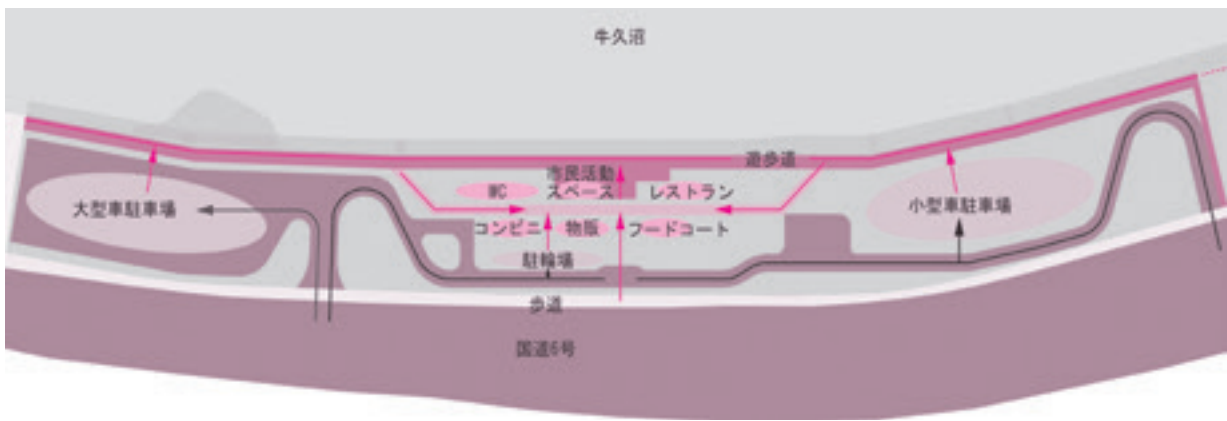 牛久沼
遊歩道
市民活動
スペース
WC
レストラン
大型車駐車場
小型車駐車場
コンビニ
物販
フードコート
駐輪場
歩道
国道6号